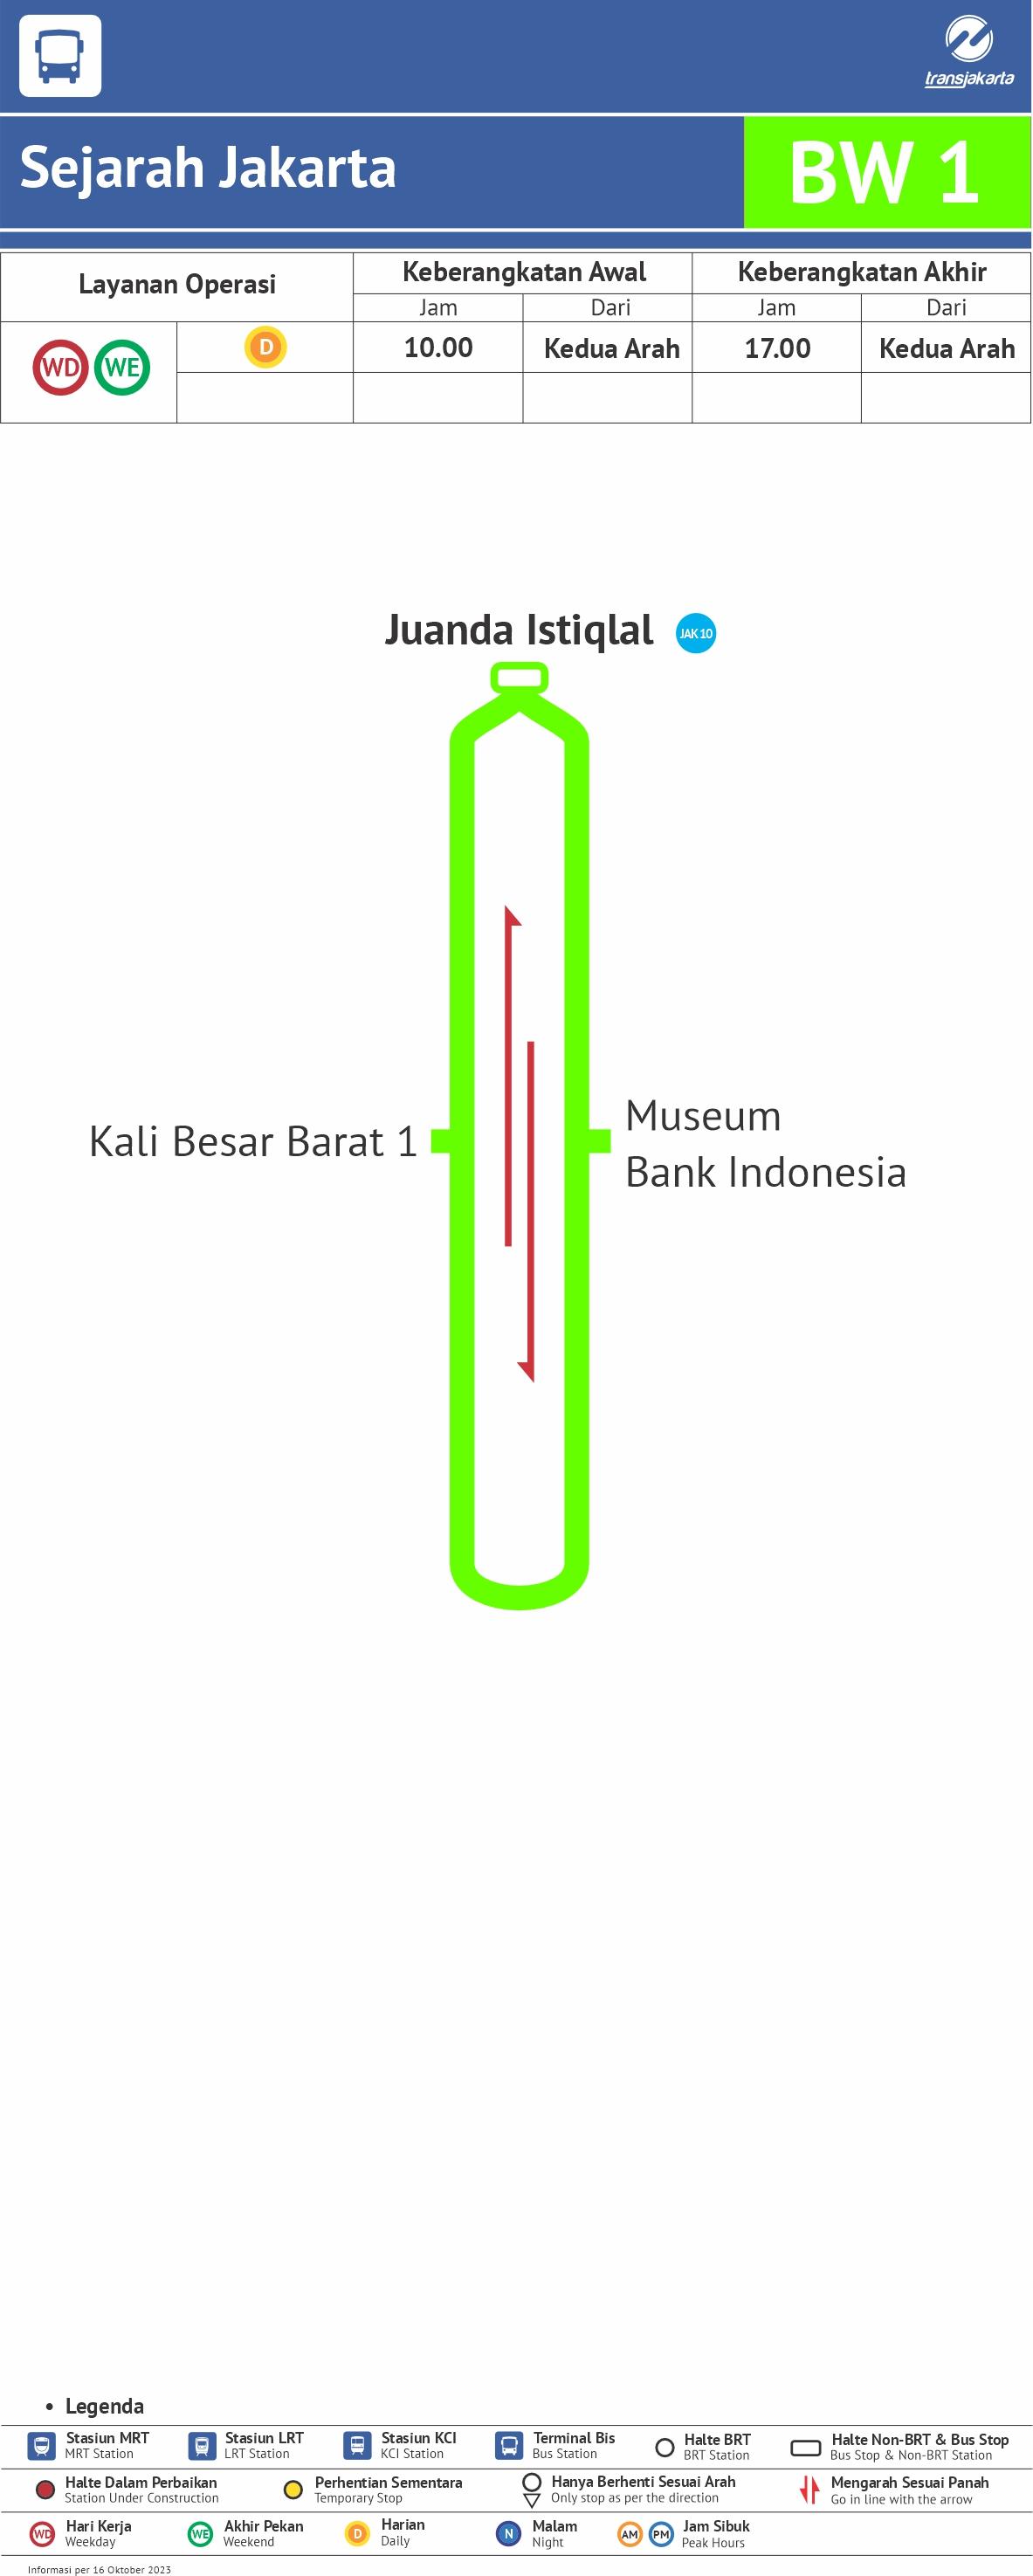 transjakarta
Sejarah Jakarta
BW 1
Layanan Operasi
Keberangkatan Awal
Keberangkatan Akhir
Jam
Dari
Jam
Dari
WD
WE
D
10.00
Kedua Arah
17.00
Kedua Arah
Juanda Istiqlal
JAK 10
Kali Besar Barat 1
Museum
Bank Indonesia
• Legenda
Stasiun MRT
MRT Station
Stasiun LRT
LRT Station
Stasiun KCI
KCI Station
Terminal Bis
Bus Station
Halte BRT
BRT Station
Halte Non-BRT & Bus Stop
Bus Stop & Non-BRT Station
Halte Dalam Perbaikan
Station Under Construction
Perhentian Sementara
Temporary Stop
Hanya Berhenti Sesuai Arah
Only stop as per the direction
Mengarah Sesuai Panah
Go in line with the arrow
WD
Hari Kerja
Weekday
WE
Akhir Pekan
Weekend
D
Harian
Daily
N
Malam
Night
AM
PM
Jam Sibuk
Peak Hours
Informasi per 16 Oktober 2023